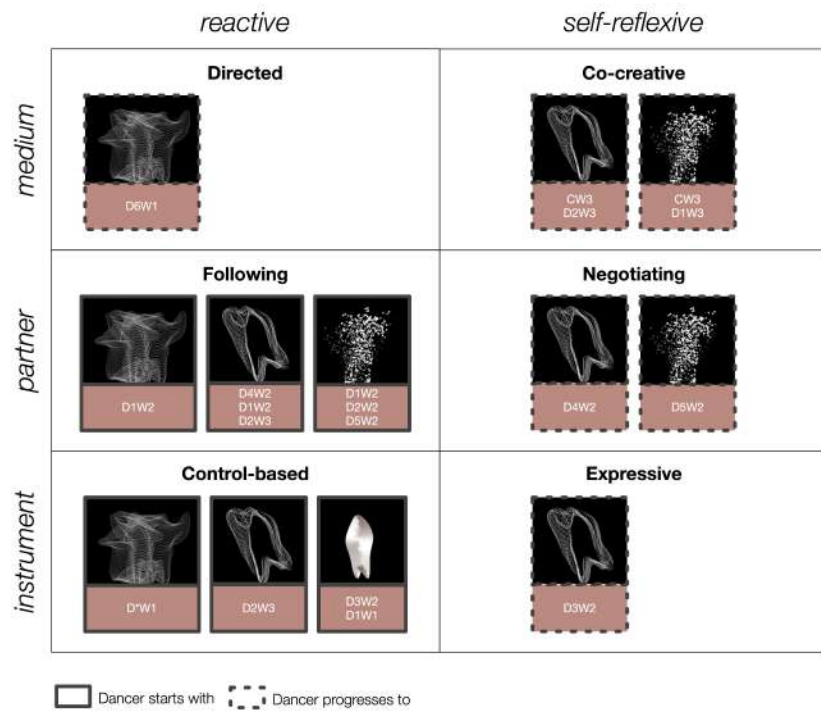 reactive
self-reflexive
medium
Directed
D6W1
Co-creative
CW3
D2W3
CW3
D1W3
partner
Following
D1W2
D4W2
D1W2
D2W3
D1W2
D2W2
D5W2
Negotiating
D4W2
D5W2
instrument
Control-based
D*W1
D2W3
D3W2
D1W1
Expressive
D3W2
Dancer starts with
Dancer progresses to